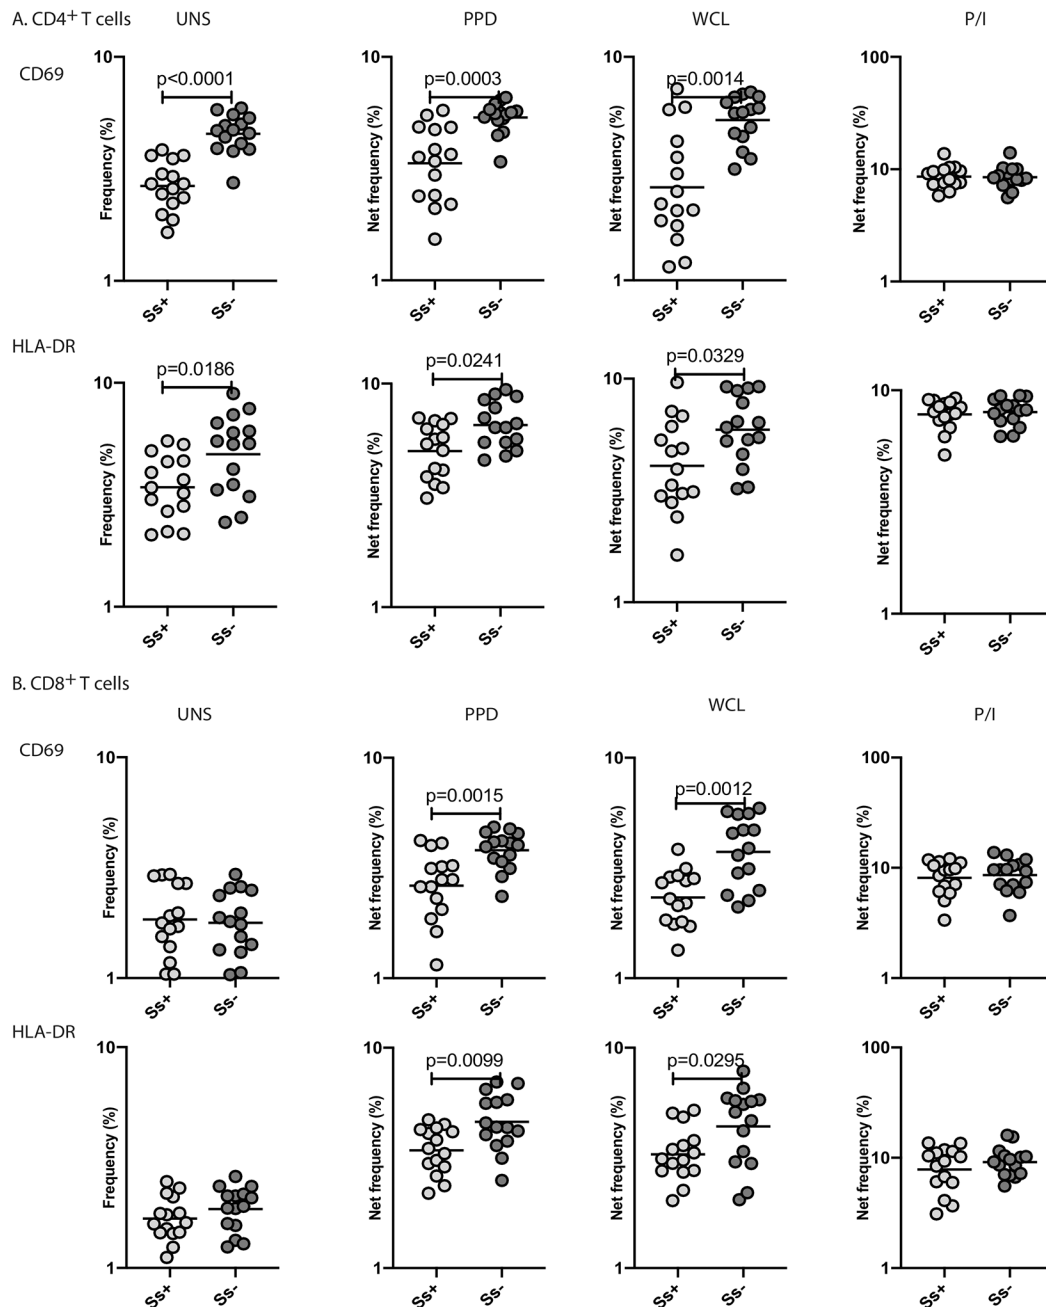 A. CD4+ T cells UNS PPD WCL P/I
CD69
10 10 10 100
p<0.0001 p=0.0003 p=0.0014
Frequency (%) Net frequency (%) Net frequency (%) Net frequency (%)
10
1 1 1 1
Ss+ Ss- Ss+ Ss- Ss+ Ss- Ss+ Ss-
HLA-DR
p=0.0186 p=0.0241 p=0.0329
10 10 10 10
Frequency (%) Net frequency (%) Net frequency (%) Net frequency (%)
1 1 1 1
Ss+ Ss- Ss+ Ss- Ss+ Ss- Ss+ Ss-
B. CD8+ T cells
UNS PPD WCL P/I
CD69
10 10 10 100
p=0.0015 p=0.0012
Frequency (%) Net frequency (%) Net frequency (%) Net frequency (%)
10
1 1 1 1
Ss+ Ss- Ss+ Ss- Ss+ Ss- Ss+ Ss-
HLA-DR
10 10 10 100
p=0.0099 p=0.0295
Frequency (%) Net frequency (%) Net frequency (%) Net frequency (%)
10
1 1 1 1
Ss+ Ss- Ss+ Ss- Ss+ Ss- Ss+ Ss-